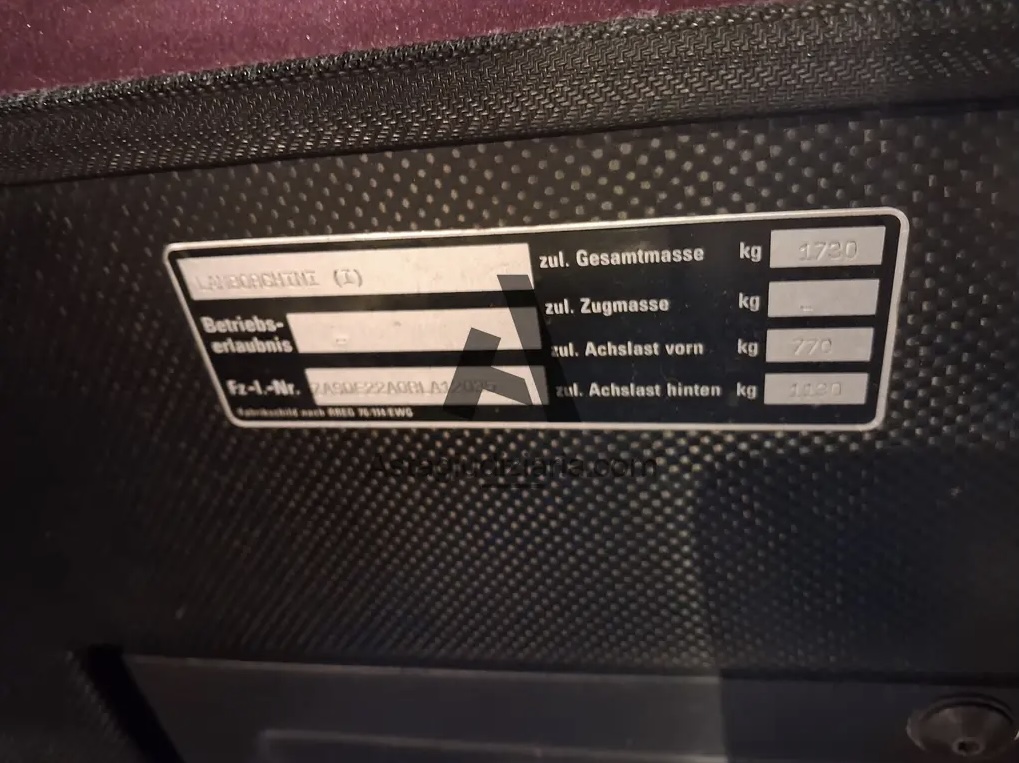 LAMBORGHINI (I)
zul. Gesamtmasse kg 1730
Betriebs-
erlaubnis -
zul. Zugmasse kg -
zul. Achslast vorn kg 770
Fz-I.-Nr.
zul. Achslast hinten kg
Fabrikschild nach RREG 76/114/EWG
Astagiudiziaria.com